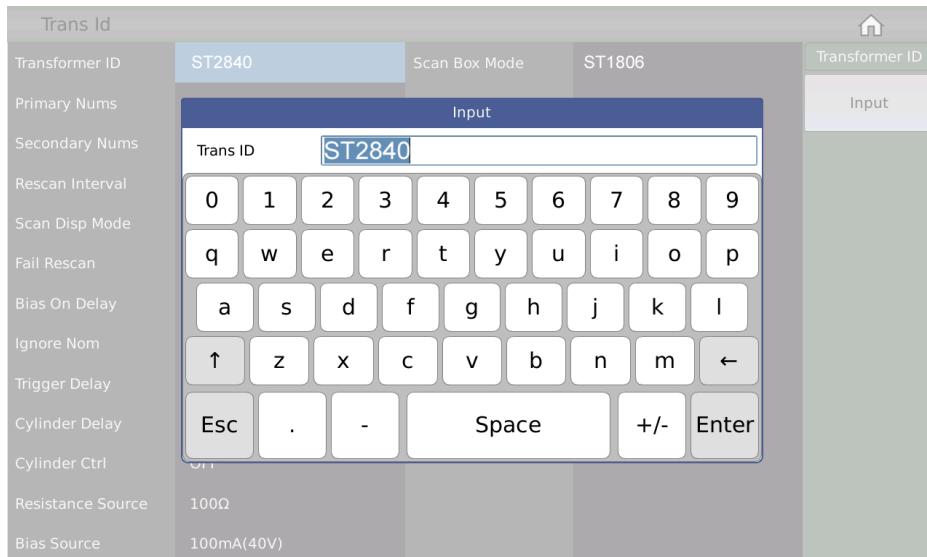 Trans Id
Transformer ID ST2840 Scan Box Mode ST1806 Transformer ID
Primary Nums Input
Secondary Nums
Rescan Interval
Scan Disp Mode
Fail Rescan
Bias On Delay
Ignore Nom
Trigger Delay
Cylinder Delay
Cylinder Ctrl
Resistance Source 100Ω
Bias Source 100mA(40V)
Input
Trans ID ST2840
0 1 2 3 4 5 6 7 8 9
q w e r t y u i o p
a s d f g h j k l
↑ z x c v b n m ←
Esc . - Space +/- Enter